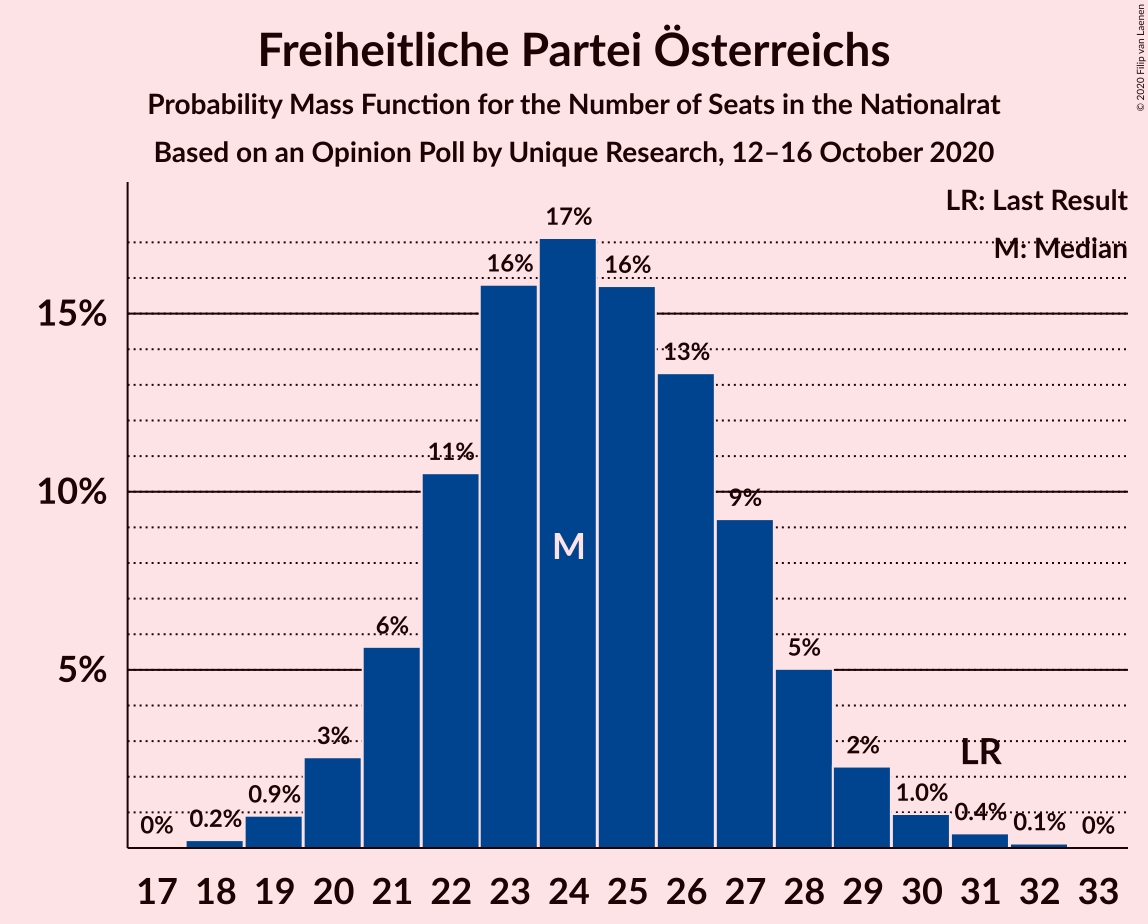 Freiheitliche Partei Österreichs
Probability Mass Function for the Number of Seats in the Nationalrat
Based on an Opinion Poll by Unique Research, 12–16 October 2020
© 2020 Filip van Laenen
LR: Last Result
M: Median
17%
16%
16%
15%
13%
11%
10%
9%
M
6%
5%
5%
3%
2%
LR
0.9%
1.0%
0%
0.2%
0.4%
0.1%
0%
17 18 19 20 21 22 23 24 25 26 27 28 29 30 31 32 33